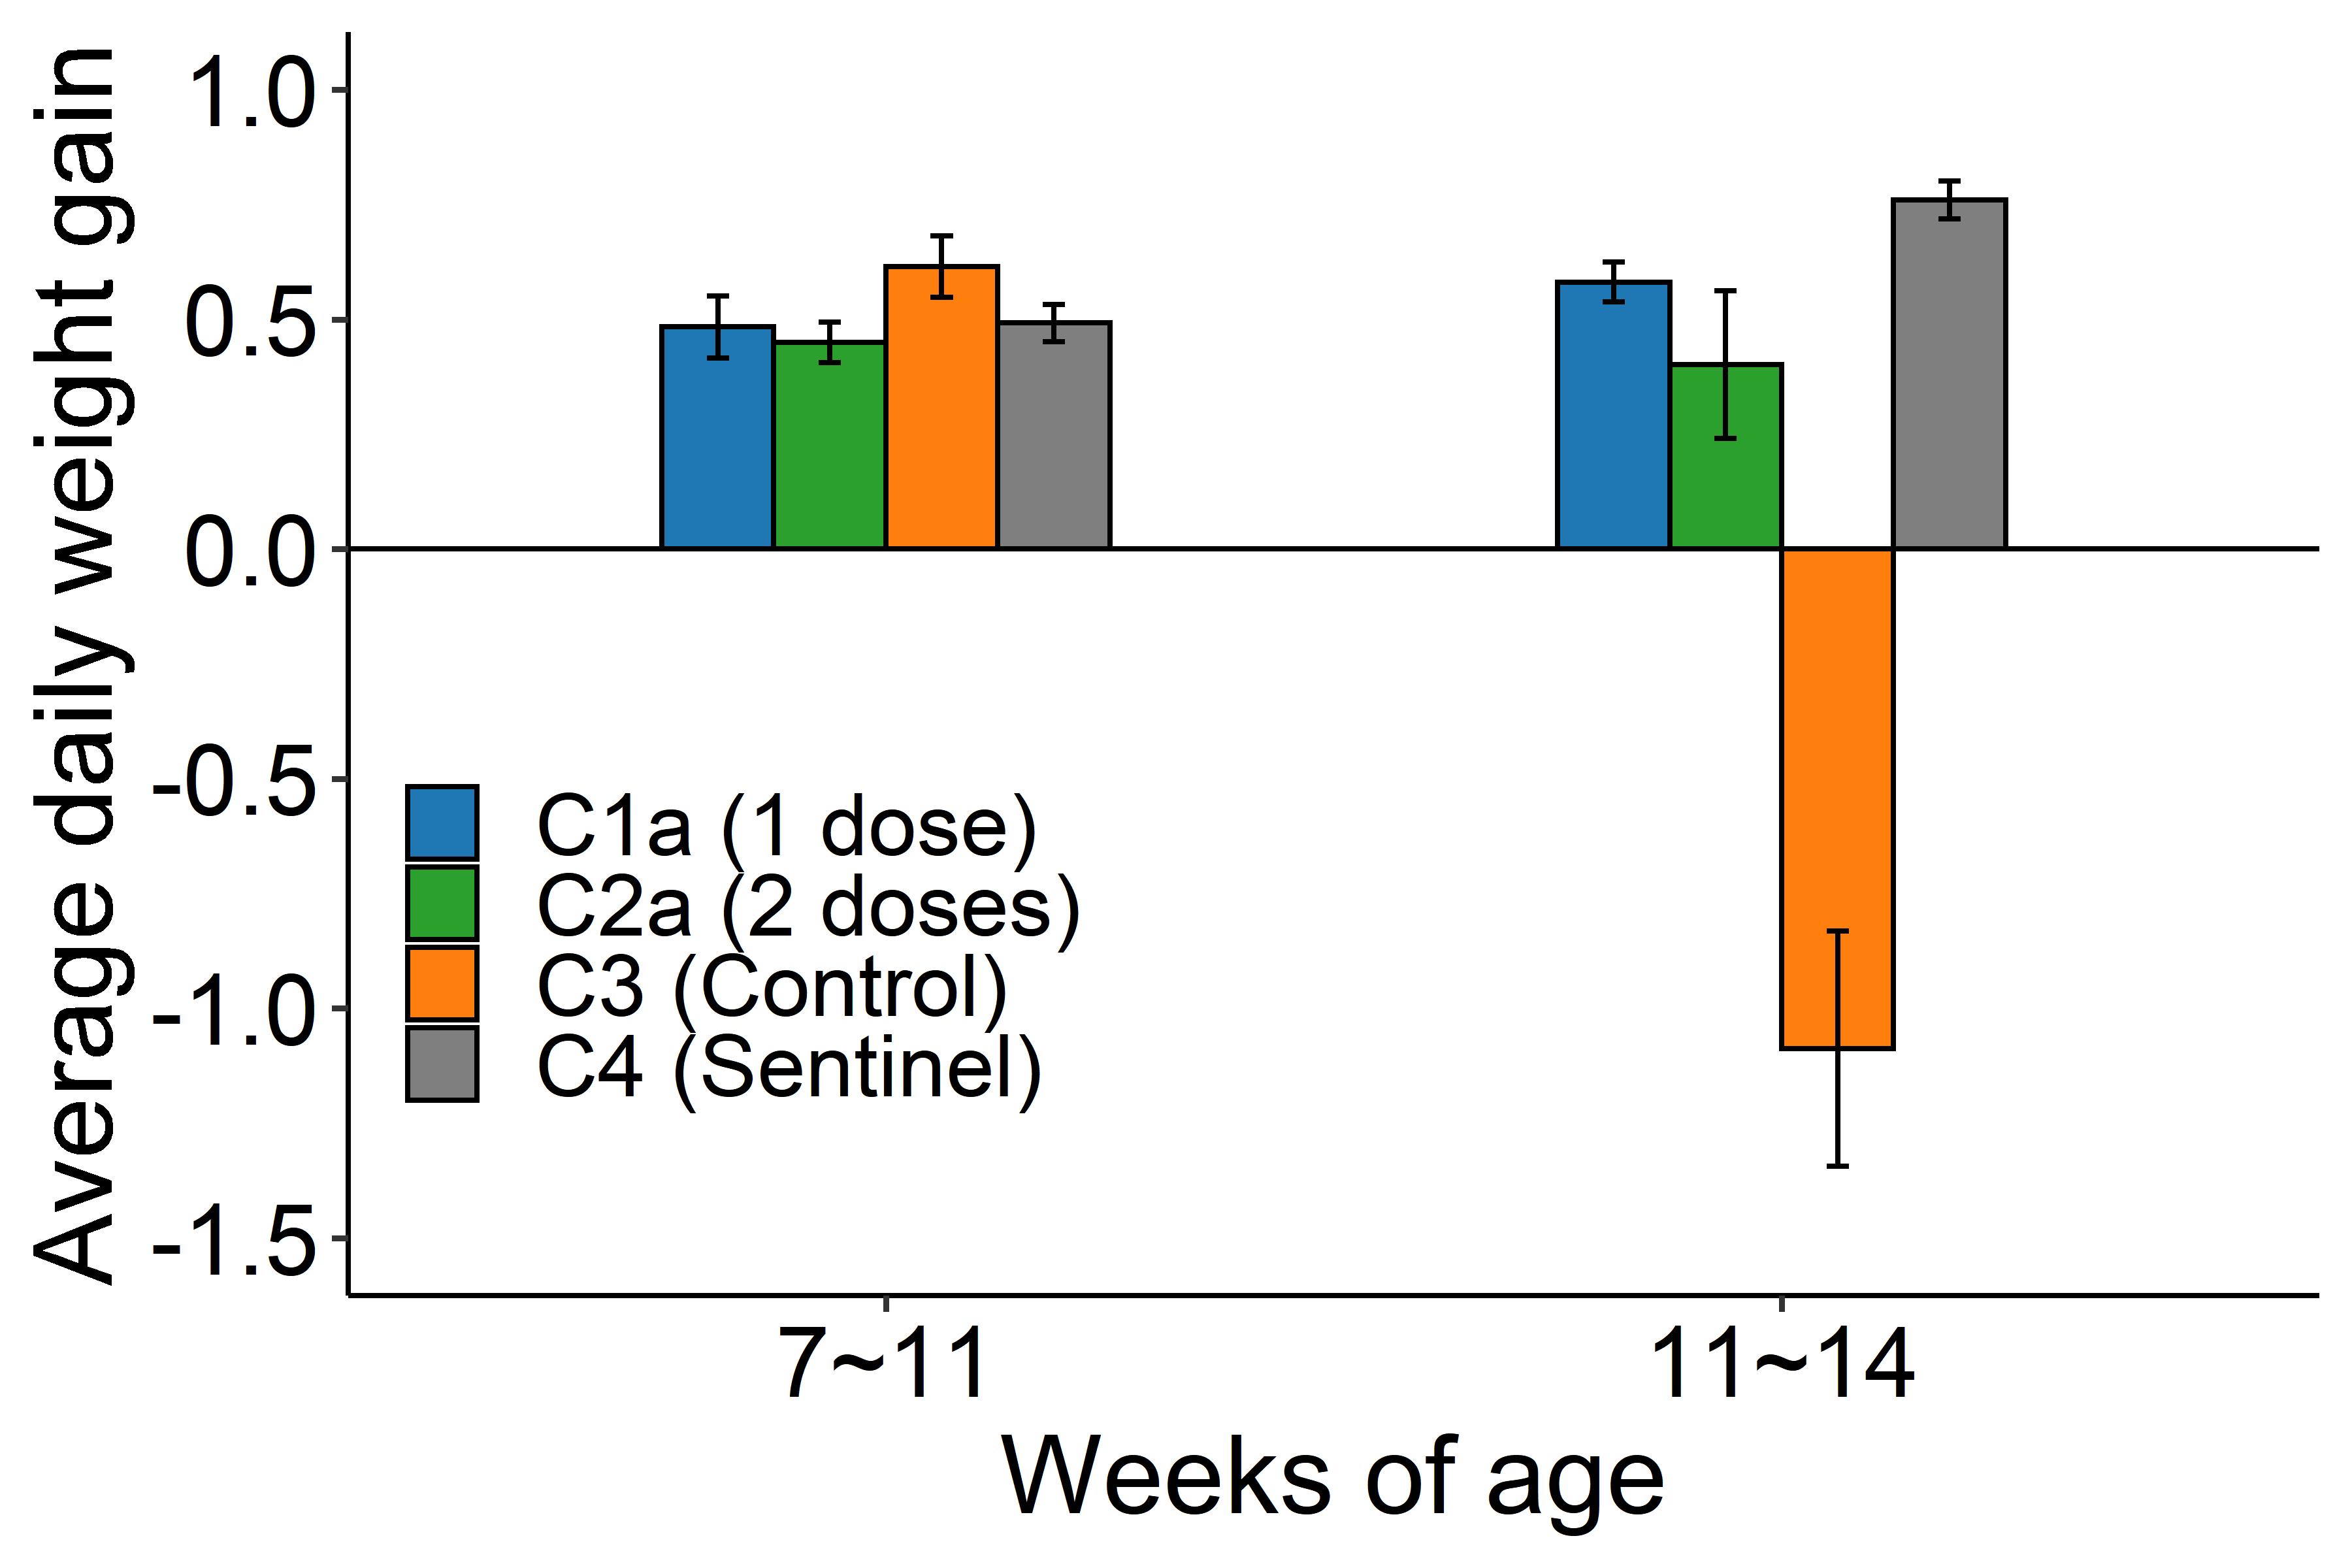 Average daily weight gain
1.0
0.5
0.0
-0.5
-1.0
-1.5
C1a (1 dose)
C2a (2 doses)
C3 (Control)
C4 (Sentinel)
7~11
11~14
Weeks of age